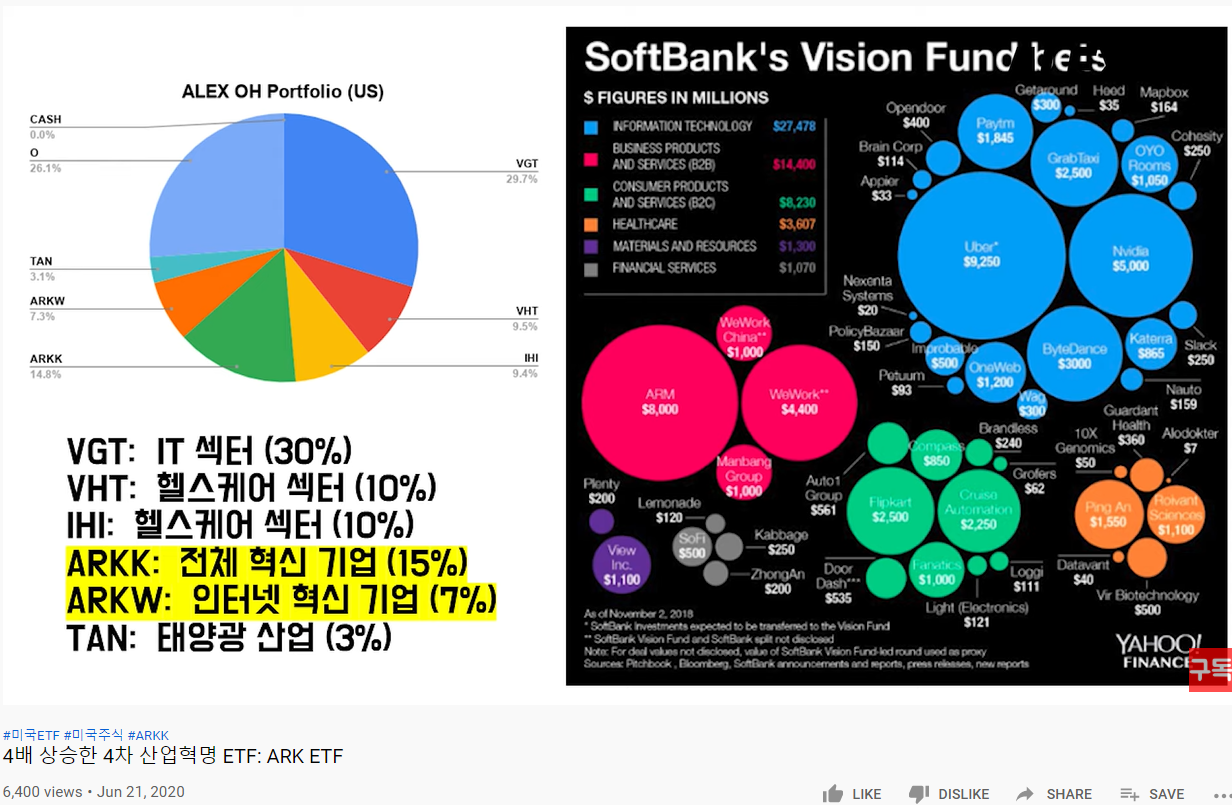 ALEX OH Portfolio (US)
CASH
0.0%
O
26.1%
TAN
3.1%
ARKW
7.3%
ARKK
14.8%
VGT
29.7%
VHT
9.5%
IHI
9.4%
VGT: IT 섹터 (30%)
VHT: 헬스케어 섹터 (10%)
IHI: 헬스케어 섹터 (10%)
ARKK: 전체 혁신 기업 (15%)
ARKW: 인터넷 혁신 기업 (7%)
TAN: 태양광 산업 (3%)
SoftBank's Vision Fund
$ FIGURES IN MILLIONS
INFORMATION TECHNOLOGY $27,478
BUSINESS PRODUCTS
AND SERVICES (B2B) $14,400
CONSUMER PRODUCTS
AND SERVICES (B2C) $8,230
HEALTHCARE $3,607
MATERIALS AND RESOURCES $1,300
FINANCIAL SERVICES $1,070
Getaround
$300
Heed
$35
Mapbox
$164
Opendoor
$400
Paytm
$1,845
Cohesity
$250
Brain Corp
$114
GrabTaxi
$2,500
OYO
Rooms
$1,050
Appier
$33
Uber*
$9,250
Nvidia
$5,000
Nexenta
Systems
$20
PolicyBazaar
$150
Improbable
$500
ByteDance
$3000
Katerra
$865
Slack
$250
Petuum
$93
OneWeb
$1,200
Wag
$300
Nauto
$159
WeWork
China**
$1,000
ARM
$8,000
WeWork**
$4,400
Manbang
Group
$1,000
Brandless
$240
Compass
$850
Grofers
$62
Auto1
Group
$561
Flipkart
$2,500
Cruise
Automation
$2,250
Door
Dash***
$535
Fanatics
$1,000
Loggi
$111
Light (Electronics)
$121
Guardant
Health
$360
10X
Genomics
$50
Alodokter
$7
Ping An
$1,550
Roivant
Sciences
$1,100
Datavant
$40
Vir Biotechnology
$500
Plenty
$200
View
Inc.
$1,100
Lemonade
$120
SoFi
$500
Kabbage
$250
ZhongAn
$200
As of November 2, 2018
* SoftBank Investments expected to be transferred to the Vision Fund
** SoftBank Vision Fund and SoftBank split not disclosed
Note: For deal values not disclosed, value of SoftBank Vision Fund-led round used as proxy
Sources: Pitchbook , Bloomberg, SoftBank announcements and reports, press releases, new reports
YAHOO!
FINANCE
구독
#미국ETF #미국주식 #ARKK
4배 상승한 4차 산업혁명 ETF: ARK ETF
6,400 views • Jun 21, 2020
LIKE
DISLIKE
SHARE
SAVE